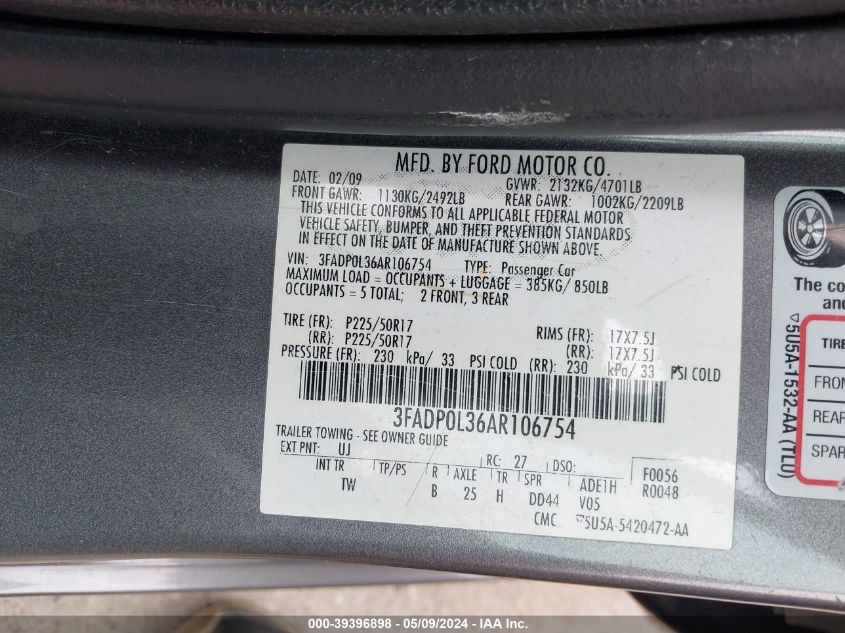 MFD. BY FORD MOTOR CO.
DATE: 02/09 GVWR: 2132KG/4701LB
FRONT GAWR: 1130KG/2492LB REAR GAWR: 1002KG/2209LB
THIS VEHICLE CONFORMS TO ALL APPLICABLE FEDERAL MOTOR
VEHICLE SAFETY, BUMPER, AND THEFT PREVENTION STANDARDS
IN EFFECT ON THE DATE OF MANUFACTURE SHOWN ABOVE.
VIN: 3FADP0L36AR106754 TYPE: Passenger Car
MAXIMUM LOAD = OCCUPANTS + LUGGAGE = 385KG/ 850LB
OCCUPANTS = 5 TOTAL; 2 FRONT, 3 REAR
TIRE (FR): P225/50R17 RIMS (FR): 17X7.5J
(RR): P225/50R17 (RR): 17X7.5J
PRESSURE (FR): 230 kPa/ 33 PSI COLD (RR): 230 kPa/ 33 PSI COLD
3FADP0L36AR106754
TRAILER TOWING - SEE OWNER GUIDE
EXT PNT: UJ RC: 27 DSO: F0056
INT TR TP/PS R AXLE TR SPR ADE1H R0048
TW B 25 H DD44 V05
CMC 5U5A-5420472-AA
The co
and
5U5A-1532-AA (TLU)
TIRE
FRON
REAR
SPAR
000-39396898 - 05/09/2024 - IAA Inc.